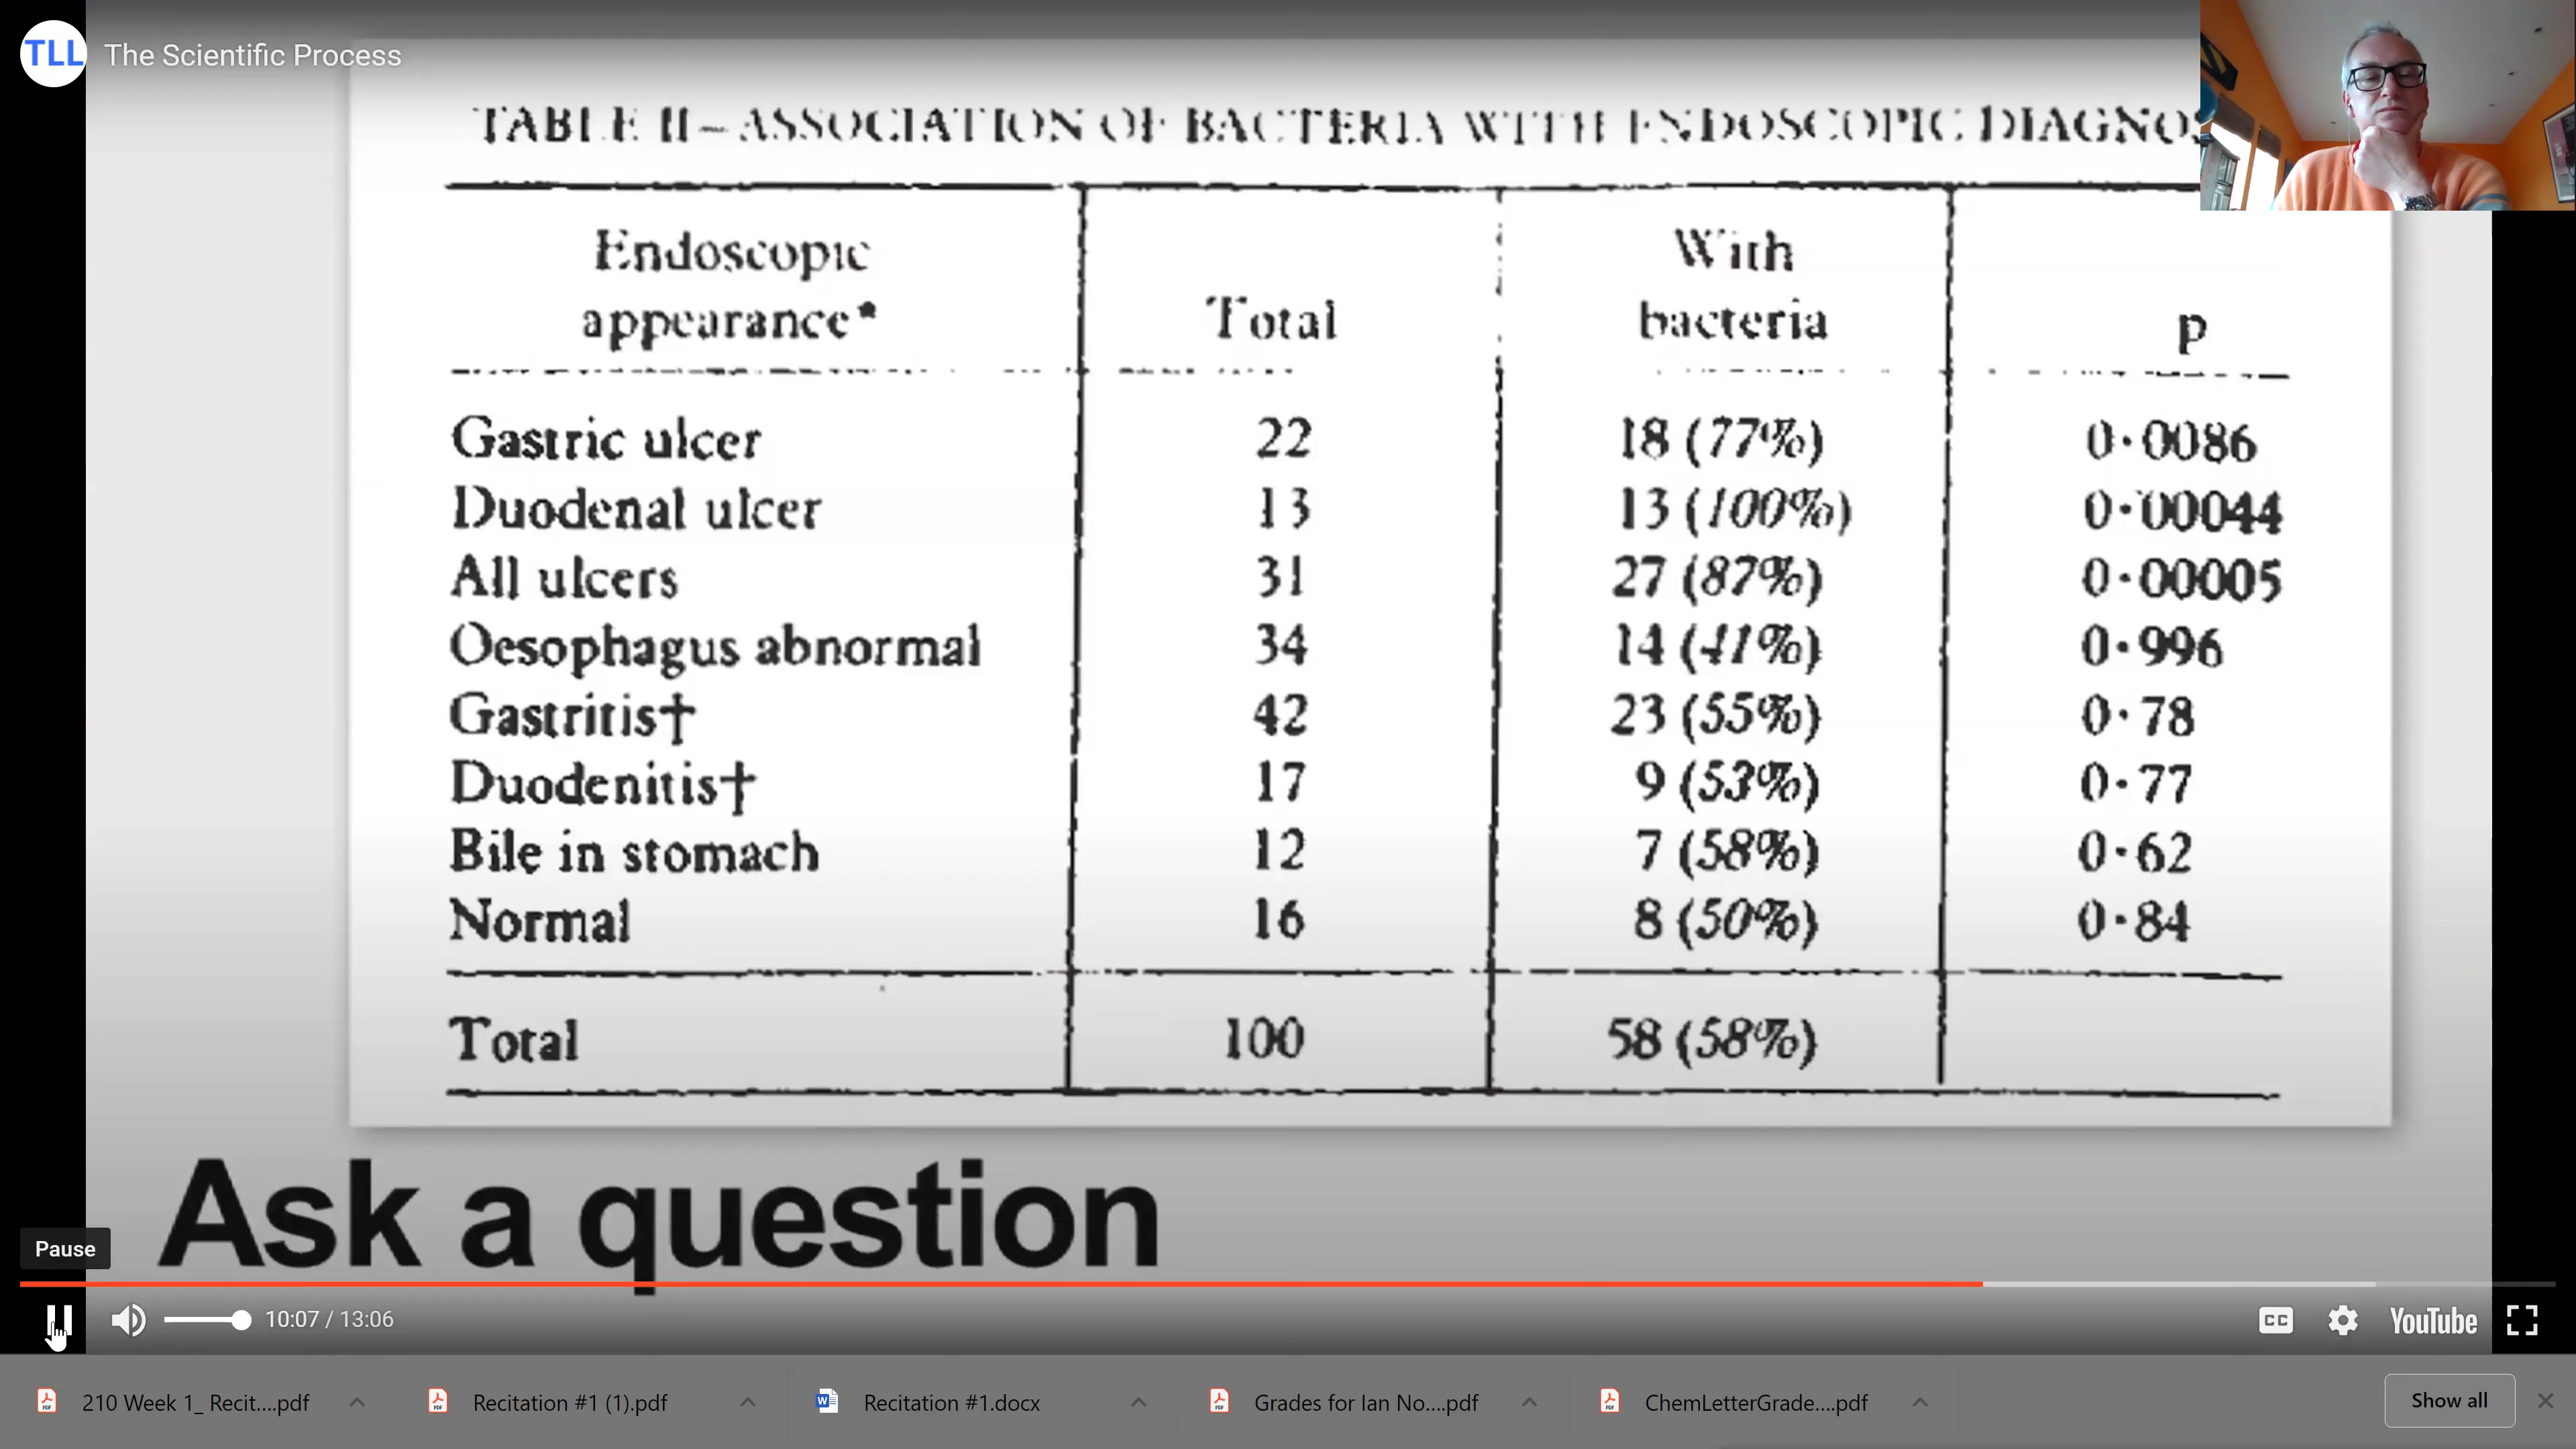 TLL The Scientific Process
TABLE II–ASSOCIATION OF BACTERIA WITH ENDOSCOPIC
Endoscopic appearance* Total With bacteria p
Gastric ulcer 22 18 (77%) 0·0086
Duodenal ulcer 13 13 (100%) 0·00044
All ulcers 31 27 (87%) 0·00005
Oesophagus abnormal 34 14 (41%) 0·996
Gastritis† 42 23 (55%) 0·78
Duodenitis† 17 9 (53%) 0·77
Bile in stomach 12 7 (58%) 0·62
Normal 16 8 (50%) 0·84
Total 100 58 (58%)
Ask a question
Pause
10:07 / 13:06 CC YouTube
210 Week 1_ Recit....pdf Recitation #1 (1).pdf Recitation #1.docx Grades for Ian No....pdf ChemLetterGrade....pdf Show all